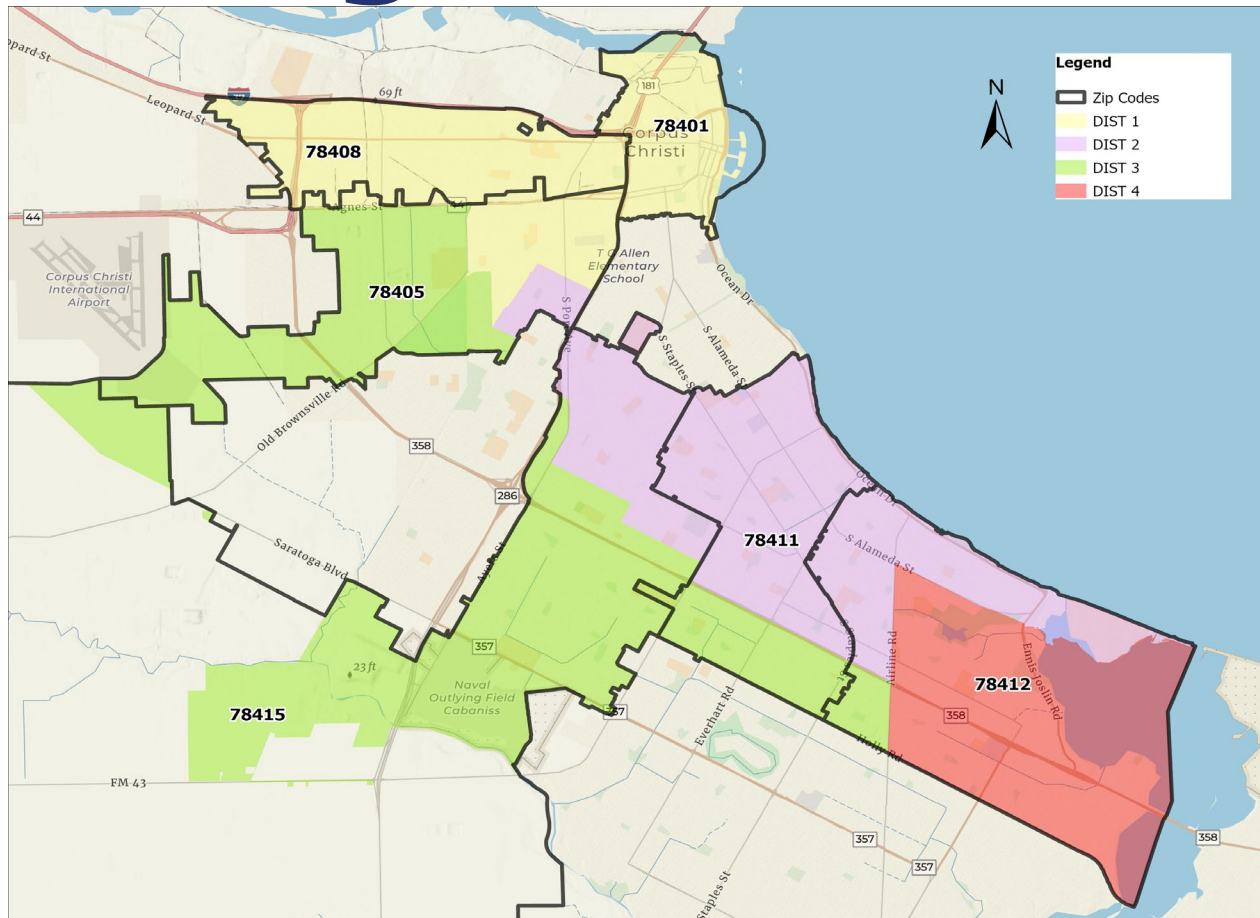 Legend
Zip Codes
DIST 1
DIST 2
DIST 3
DIST 4
N
Leopard St
69 ft
181
78401
Corpus
Christi
78408
Agnes St
44
44
Corpus Christi
International
Airport
78405
T G Allen
Elementary
School
Ocean Dr
S Staples St
S Alameda St
Old Brownsville Rd
358
286
Ayers St
Saratoga Blvd
78411
Ocean Dr
S Alameda St
Airline Rd
Ennis Joslin Rd
78412
358
357
23 ft
Naval
Outlying Field
Cabaniss
78415
Everhart Rd
Holly Rd
FM 43
357
357
358
Staples St